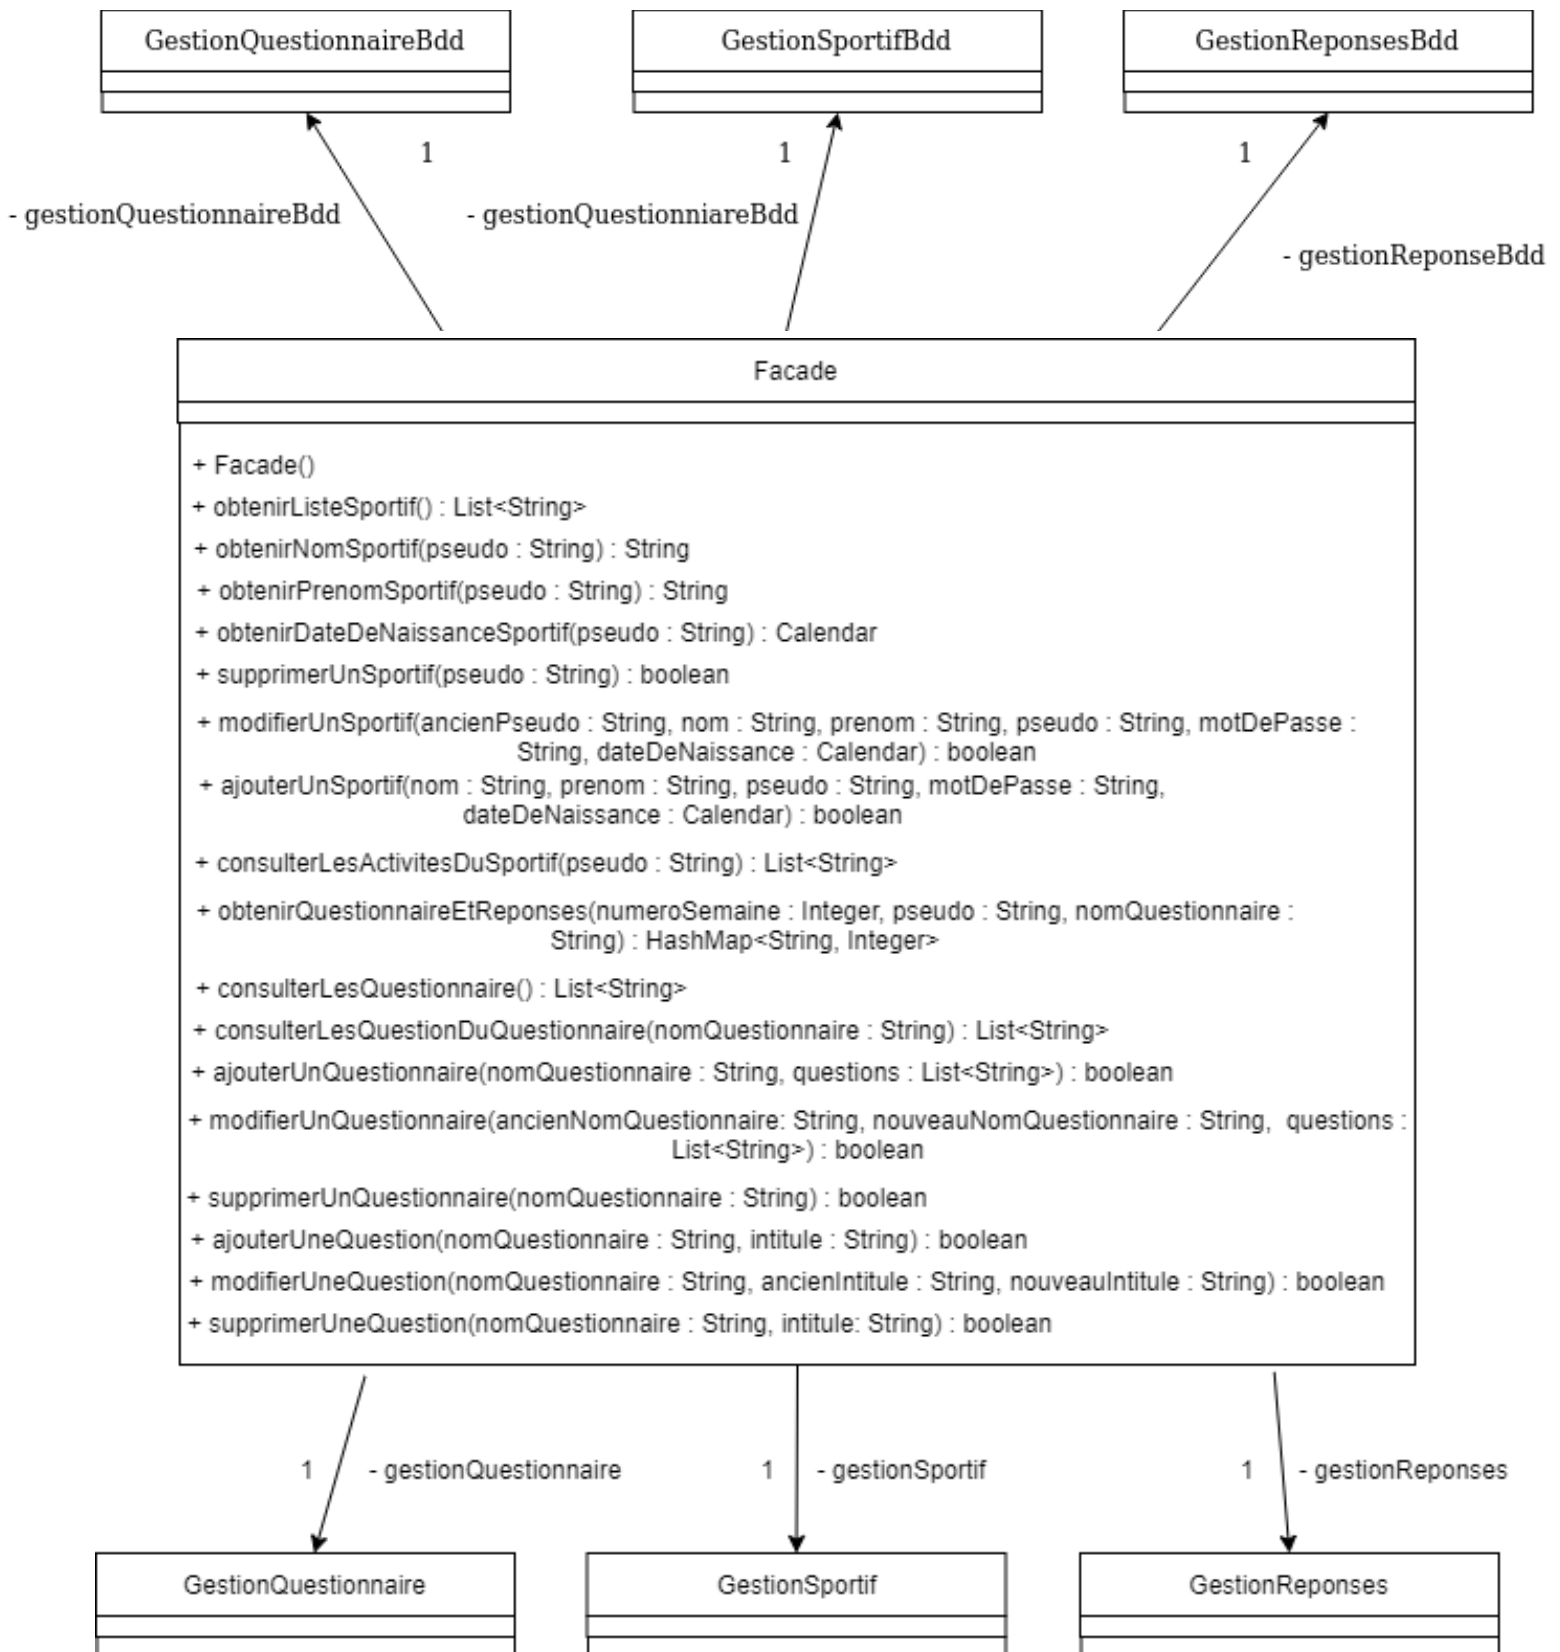 GestionQuestionnaireBdd
GestionSportifBdd
GestionReponsesBdd
1
1
1
- gestionQuestionnaireBdd
- gestionQuestionniareBdd
- gestionReponseBdd
Facade
+ Facade()
+ obtenirListeSportif() : List<String>
+ obtenirNomSportif(pseudo : String) : String
+ obtenirPrenomSportif(pseudo : String) : String
+ obtenirDateDeNaissanceSportif(pseudo : String) : Calendar
+ supprimerUnSportif(pseudo : String) : boolean
+ modifierUnSportif(ancienPseudo : String, nom : String, prenom : String, pseudo : String, motDePasse :
String, dateDeNaissance : Calendar) : boolean
+ ajouterUnSportif(nom : String, prenom : String, pseudo : String, motDePasse : String,
dateDeNaissance : Calendar) : boolean
+ consulterLesActivitesDuSportif(pseudo : String) : List<String>
+ obtenirQuestionnaireEtReponses(numeroSemaine : Integer, pseudo : String, nomQuestionnaire :
String) : HashMap<String, Integer>
+ consulterLesQuestionnaire() : List<String>
+ consulterLesQuestionDuQuestionnaire(nomQuestionnaire : String) : List<String>
+ ajouterUnQuestionnaire(nomQuestionnaire : String, questions : List<String>) : boolean
+ modifierUnQuestionnaire(ancienNomQuestionnaire: String, nouveauNomQuestionnaire : String, questions :
List<String>) : boolean
+ supprimerUnQuestionnaire(nomQuestionnaire : String) : boolean
+ ajouterUneQuestion(nomQuestionnaire : String, intitule : String) : boolean
+ modifierUneQuestion(nomQuestionnaire : String, ancienIntitule : String, nouveauIntitule : String) : boolean
+ supprimerUneQuestion(nomQuestionnaire : String, intitule: String) : boolean
1
- gestionQuestionnaire
1
- gestionSportif
1
- gestionReponses
GestionQuestionnaire
GestionSportif
GestionReponses